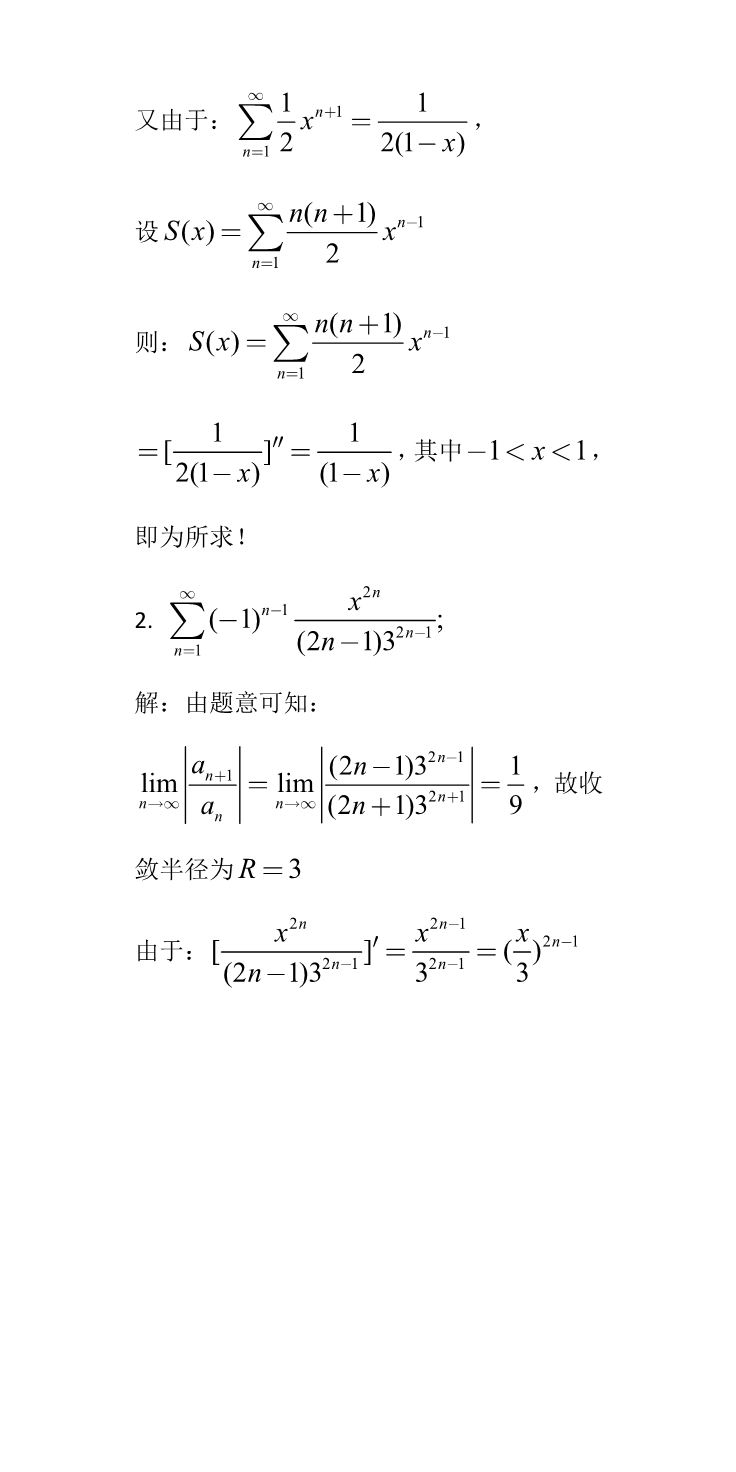 又由于：$\sum_{n=1}^{\infty}\frac{1}{2}x^{n+1}=\frac{1}{2(1-x)}$，
设$S(x)=\sum_{n=1}^{\infty}\frac{n(n+1)}{2}x^{n-1}$
则：$S(x)=\sum_{n=1}^{\infty}\frac{n(n+1)}{2}x^{n-1}$
$=[\frac{1}{2(1-x)}]''=\frac{1}{(1-x)}$，其中$-1<x<1$，
即为所求！
2. $\sum_{n=1}^{\infty}(-1)^{n-1}\frac{x^{2n}}{(2n-1)3^{2n-1}};$
解：由题意可知：
$\lim_{n\to\infty}\left|\frac{a_{n+1}}{a_n}\right|=\lim_{n\to\infty}\left|\frac{(2n-1)3^{2n-1}}{(2n+1)3^{2n+1}}\right|=\frac{1}{9}$，故收
敛半径为$R=3$
由于：$[\frac{x^{2n}}{(2n-1)3^{2n-1}}]'=\frac{x^{2n-1}}{3^{2n-1}}=(\frac{x}{3})^{2n-1}$